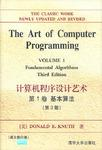 THE CLASSIC WORK
NEWLY UPDATED AND REVISED
The Art of Computer
Programming
VOLUME 1
Fundamental Algorithms
Third Edition
计算机程序设计艺术
第1卷 基本算法
(第3版)
[美] DONALD E. KNUTH 著
清华大学出版社